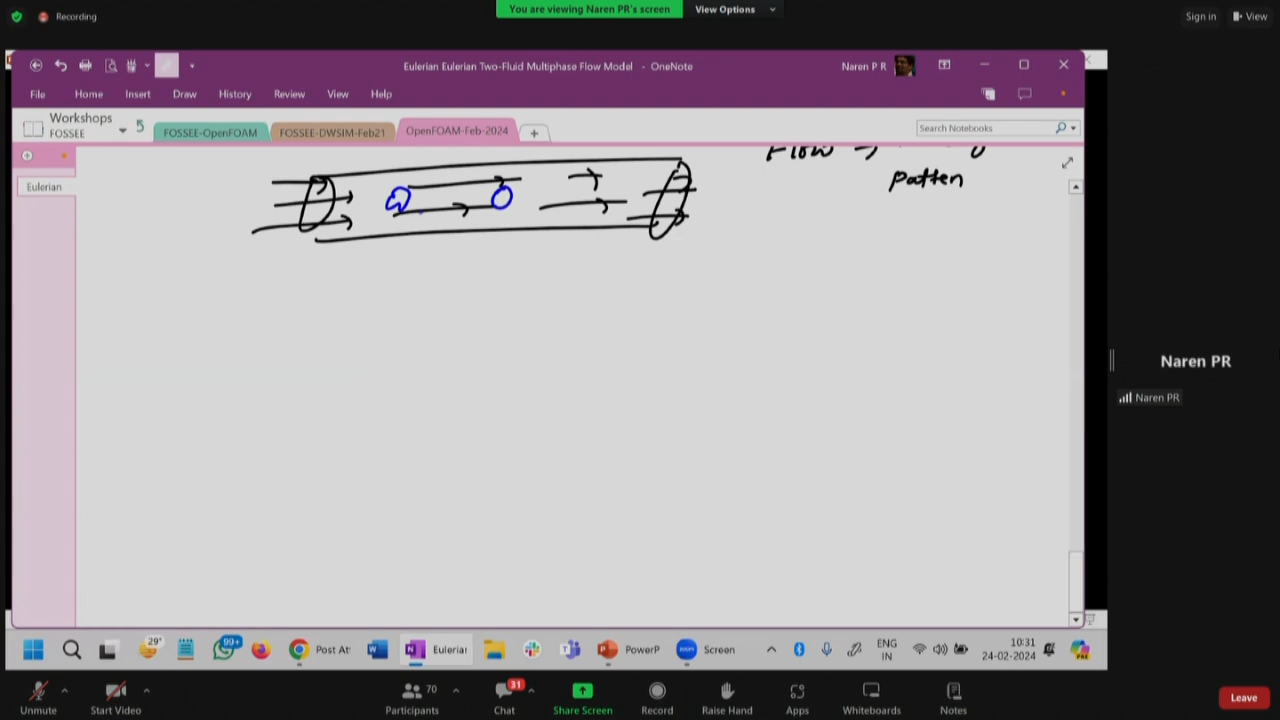 Recording
You are viewing Naren PR's screen
View Options
Sign in
View
Eulerian Eulerian Two-Fluid Multiphase Flow Model - OneNote
Naren P R
File
Home
Insert
Draw
History
Review
View
Help
Workshops
FOSSEE
FOSSEE-OpenFOAM
FOSSEE-DWSIM-Feb21
OpenFOAM-Feb-2024
Search Notebooks
Eulerian
Flow →
patten
Naren PR
Naren PR
29°
99+
Post At
Eulerian
PowerP
Screen
ENG
IN
10:31
24-02-2024
Unmute
Start Video
70
Participants
31
Chat
Share Screen
Record
Raise Hand
Apps
Whiteboards
Notes
Leave